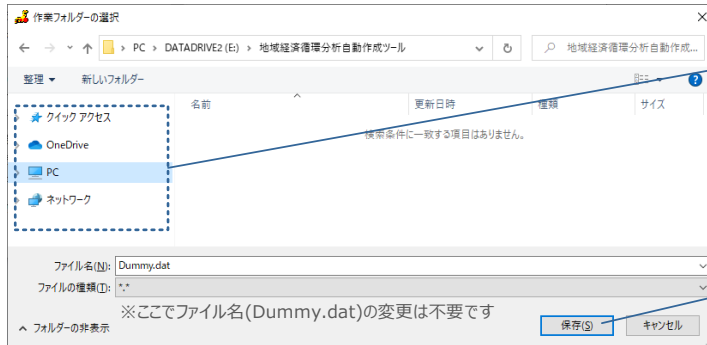 作業フォルダーの選択
PC > DATADRIVE2 (E:) > 地域経済循環分析自動作成ツール
地域経済循環分析自動作成...
整理 ▼ 新しいフォルダー
名前 更新日時 種類 サイズ
検索条件に一致する項目はありません。
クイック アクセス
OneDrive
PC
ネットワーク
ファイル名(N): Dummy.dat
ファイルの種類(T): *.*
※ここでファイル名(Dummy.dat)の変更は不要です
フォルダーの非表示 保存(S) キャンセル